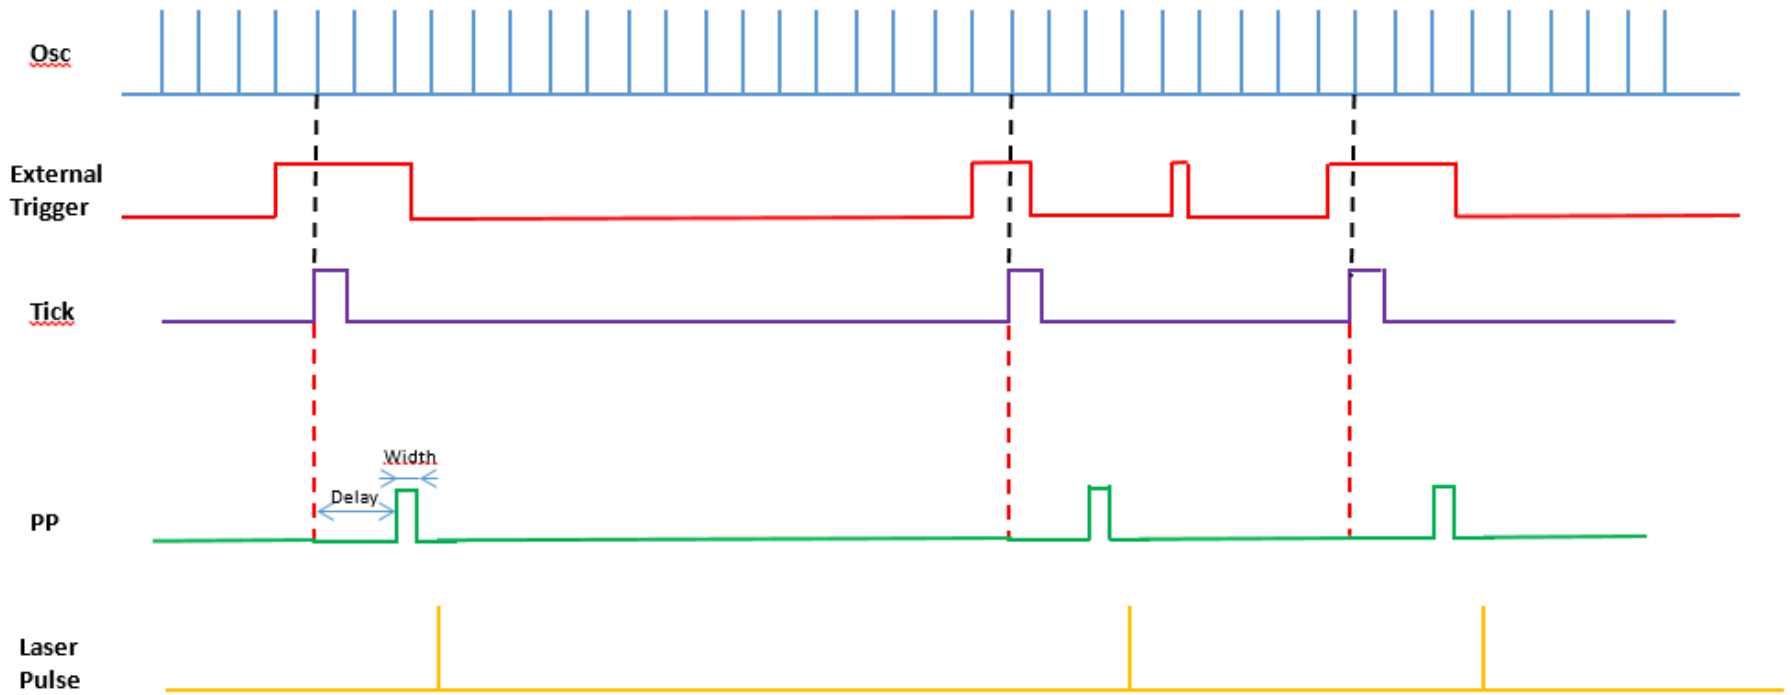 Osc
External
Trigger
Tick
Width
Delay
PP
Laser
Pulse